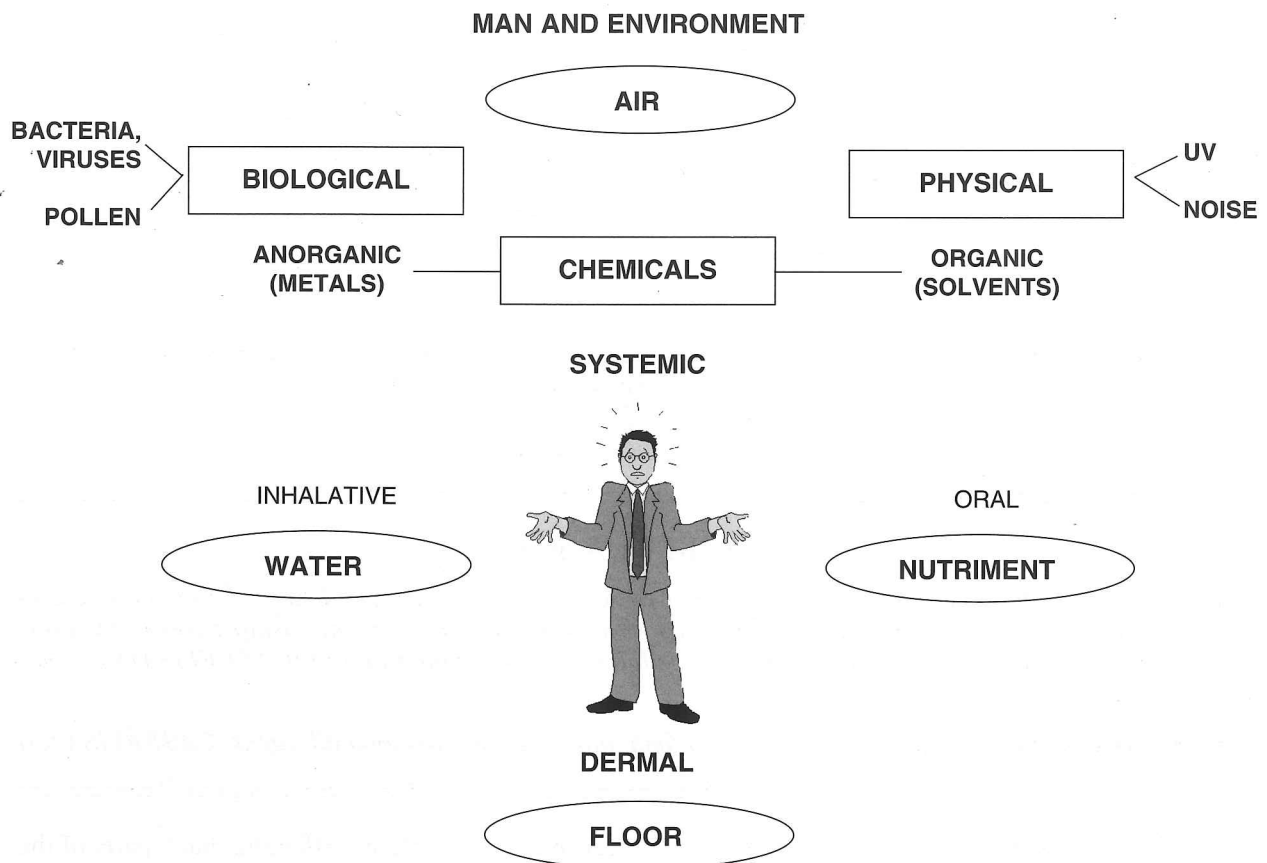 MAN AND ENVIRONMENT
AIR
BACTERIA,
VIRUSES
POLLEN
BIOLOGICAL
PHYSICAL
UV
NOISE
ANORGANIC
(METALS)
CHEMICALS
ORGANIC
(SOLVENTS)
SYSTEMIC
INHALATIVE
ORAL
WATER
NUTRIMENT
DERMAL
FLOOR